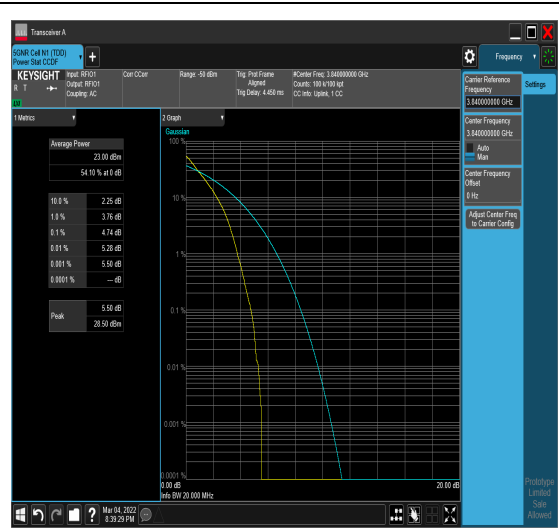 Transceiver A
5GNR Cell N1 (TDD)
Power Stat CCDF
Frequency
KEYSIGHT
R T
LVI
Input: RFIO1
Output: RFIO1
Coupling: AC
Corr CCorr
Range: -50 dBm
Trig: Prot Frame
Aligned
Trig Delay: 4.450 ms
#Center Freq: 3.840000000 GHz
Counts: 100 k/100 kpt
CC Info: Uplink, 1 CC
1 Metrics
Average Power
23.00 dBm
54.10 % at 0 dB
10.0 % 2.25 dB
1.0 % 3.76 dB
0.1 % 4.74 dB
0.01 % 5.28 dB
0.001 % 5.50 dB
0.0001 % --- dB
Peak
5.50 dB
28.50 dBm
2 Graph
Gaussian
100 %
10 %
1 %
0.1 %
0.01 %
0.001 %
0.0001 %
0.00 dB
20.00 dB
Info BW 20.000 MHz
Carrier Reference
Frequency
3.840000000 GHz
Center Frequency
3.840000000 GHz
Auto
Man
Center Frequency
Offset
0 Hz
Adjust Center Freq
to Carrier Config
Settings
Prototype
Limited
Sale
Allowed
?
Mar 04, 2022
8:39:29 PM